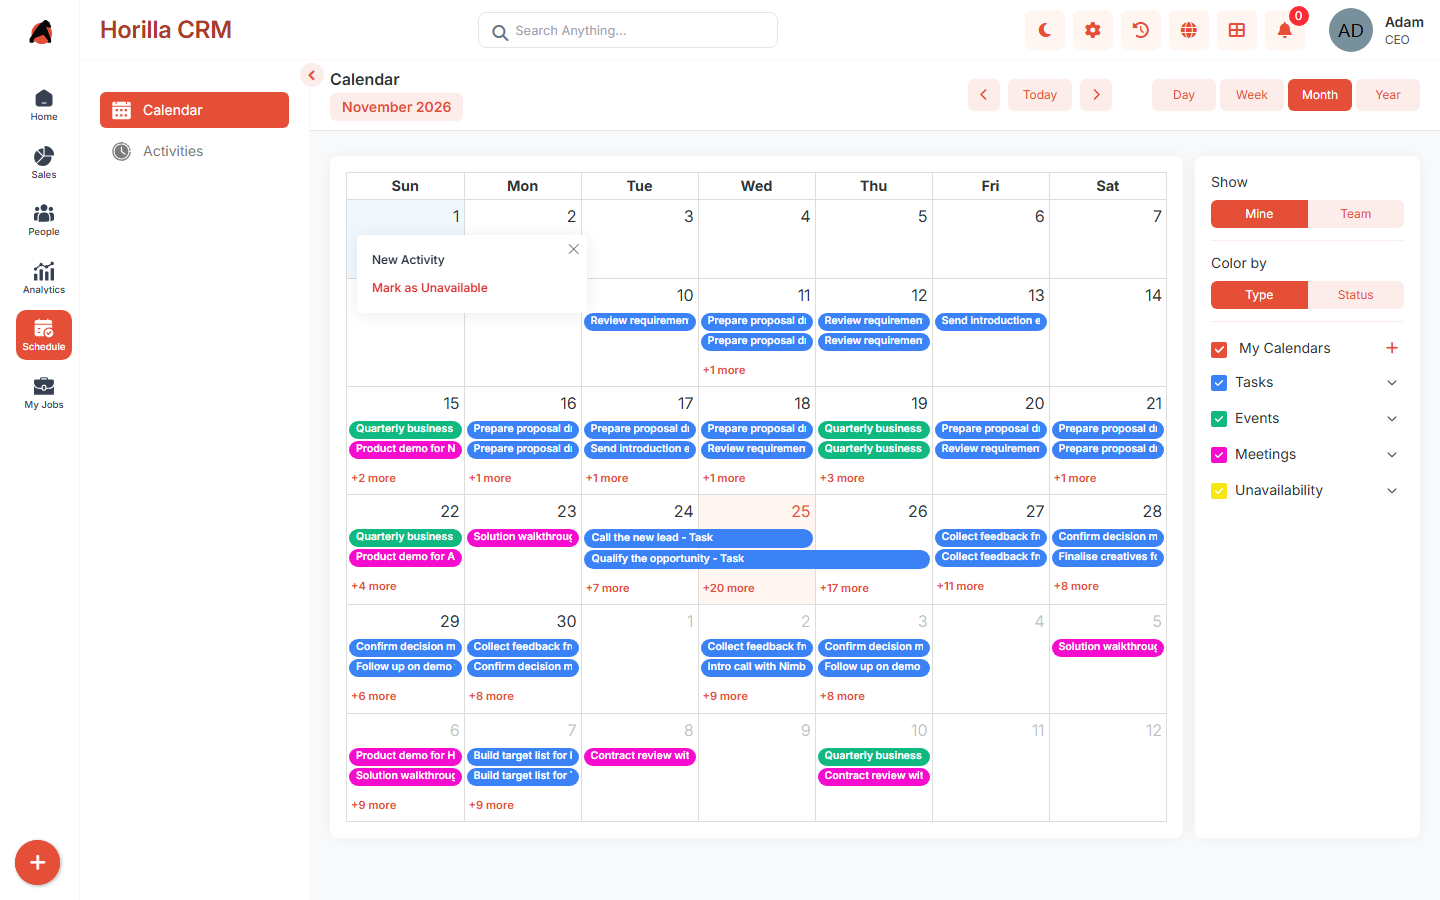 Horilla CRM
Search Anything...
0
AD
Adam
CEO
Home
Sales
People
Analytics
Schedule
My Jobs
Calendar
Activities
Calendar
November 2026
Today
Day
Week
Month
Year
Sun Mon Tue Wed Thu Fri Sat
1 2 3 4 5 6 7
New Activity
Mark as Unavailable
10 11 12 13 14
Review requiremen Prepare proposal d Review requiremen Send introduction e
Prepare proposal d Review requiremen
+1 more
15 16 17 18 19 20 21
Quarterly business Prepare proposal d Prepare proposal d Prepare proposal d Quarterly business Prepare proposal d Prepare proposal d
Product demo for N Prepare proposal d Send introduction e Review requiremen Quarterly business Review requiremen Prepare proposal d
+2 more +1 more +1 more +1 more +3 more +1 more
22 23 24 25 26 27 28
Quarterly business Solution walkthroug Call the new lead - Task Collect feedback fr Confirm decision m
Product demo for A Qualify the opportunity - Task Collect feedback fr Finalise creatives fo
+4 more +7 more +20 more +17 more +11 more +8 more
29 30 1 2 3 4 5
Confirm decision m Collect feedback fr Collect feedback fr Confirm decision m Solution walkthroug
Follow up on demo Confirm decision m Intro call with Nimb Follow up on demo
+6 more +8 more +9 more +8 more
6 7 8 9 10 11 12
Product demo for H Build target list for Contract review wit Quarterly business
Solution walkthroug Build target list for Contract review wit
+9 more +9 more
Show
Mine Team
Color by
Type Status
My Calendars
Tasks
Events
Meetings
Unavailability